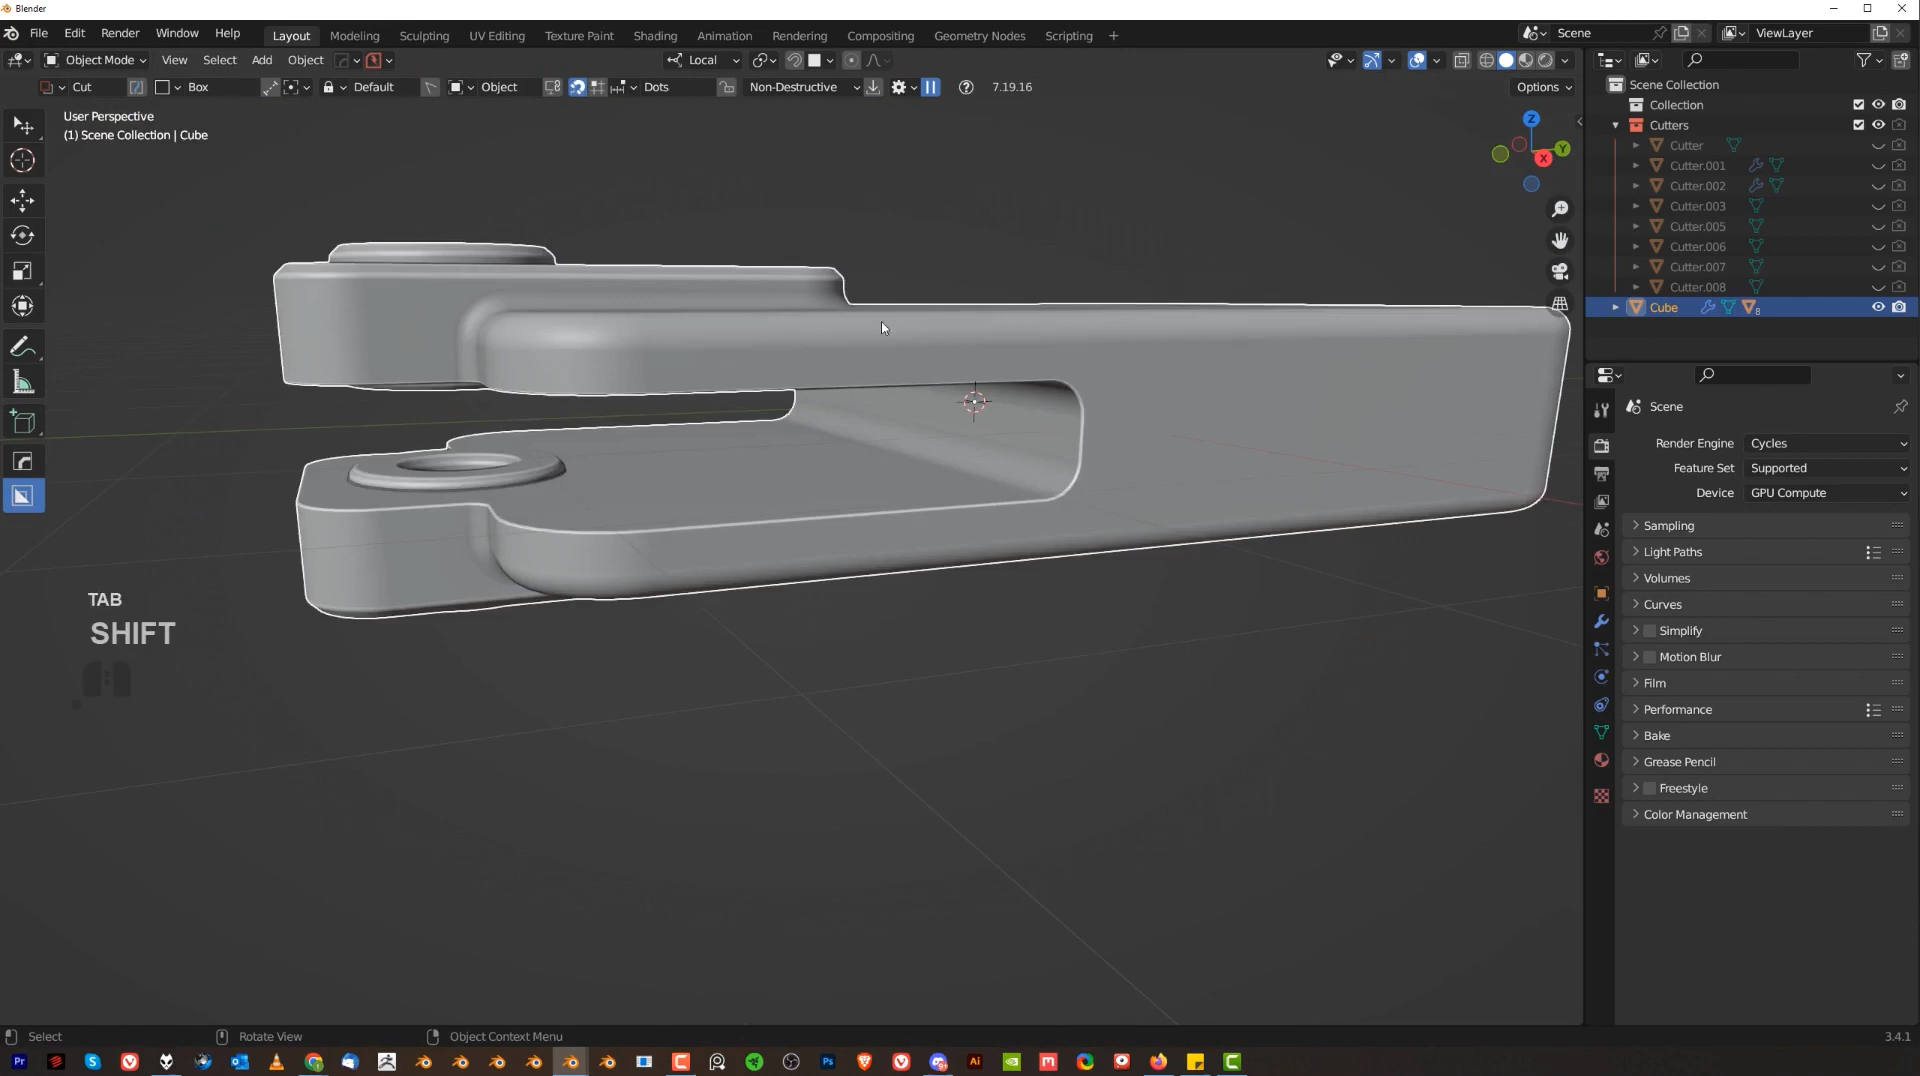 Blender
File Edit Render Window Help
Layout Modeling Sculpting UV Editing Texture Paint Shading Animation Rendering Compositing Geometry Nodes Scripting +
Scene
ViewLayer
Object Mode View Select Add Object
Local
Cut Box Default Object Dots Non-Destructive 7.19.16
Options
User Perspective
(1) Scene Collection | Cube
Z
Y
X
Scene Collection
Collection
Cutters
Cutter
Cutter.001
Cutter.002
Cutter.003
Cutter.005
Cutter.006
Cutter.007
Cutter.008
Cube
8
Scene
Render Engine Cycles
Feature Set Supported
Device GPU Compute
Sampling
Light Paths
Volumes
Curves
Simplify
Motion Blur
Film
Performance
Bake
Grease Pencil
Freestyle
Color Management
TAB
SHIFT
Select Rotate View Object Context Menu
3.4.1
Pr S Ps Ai m